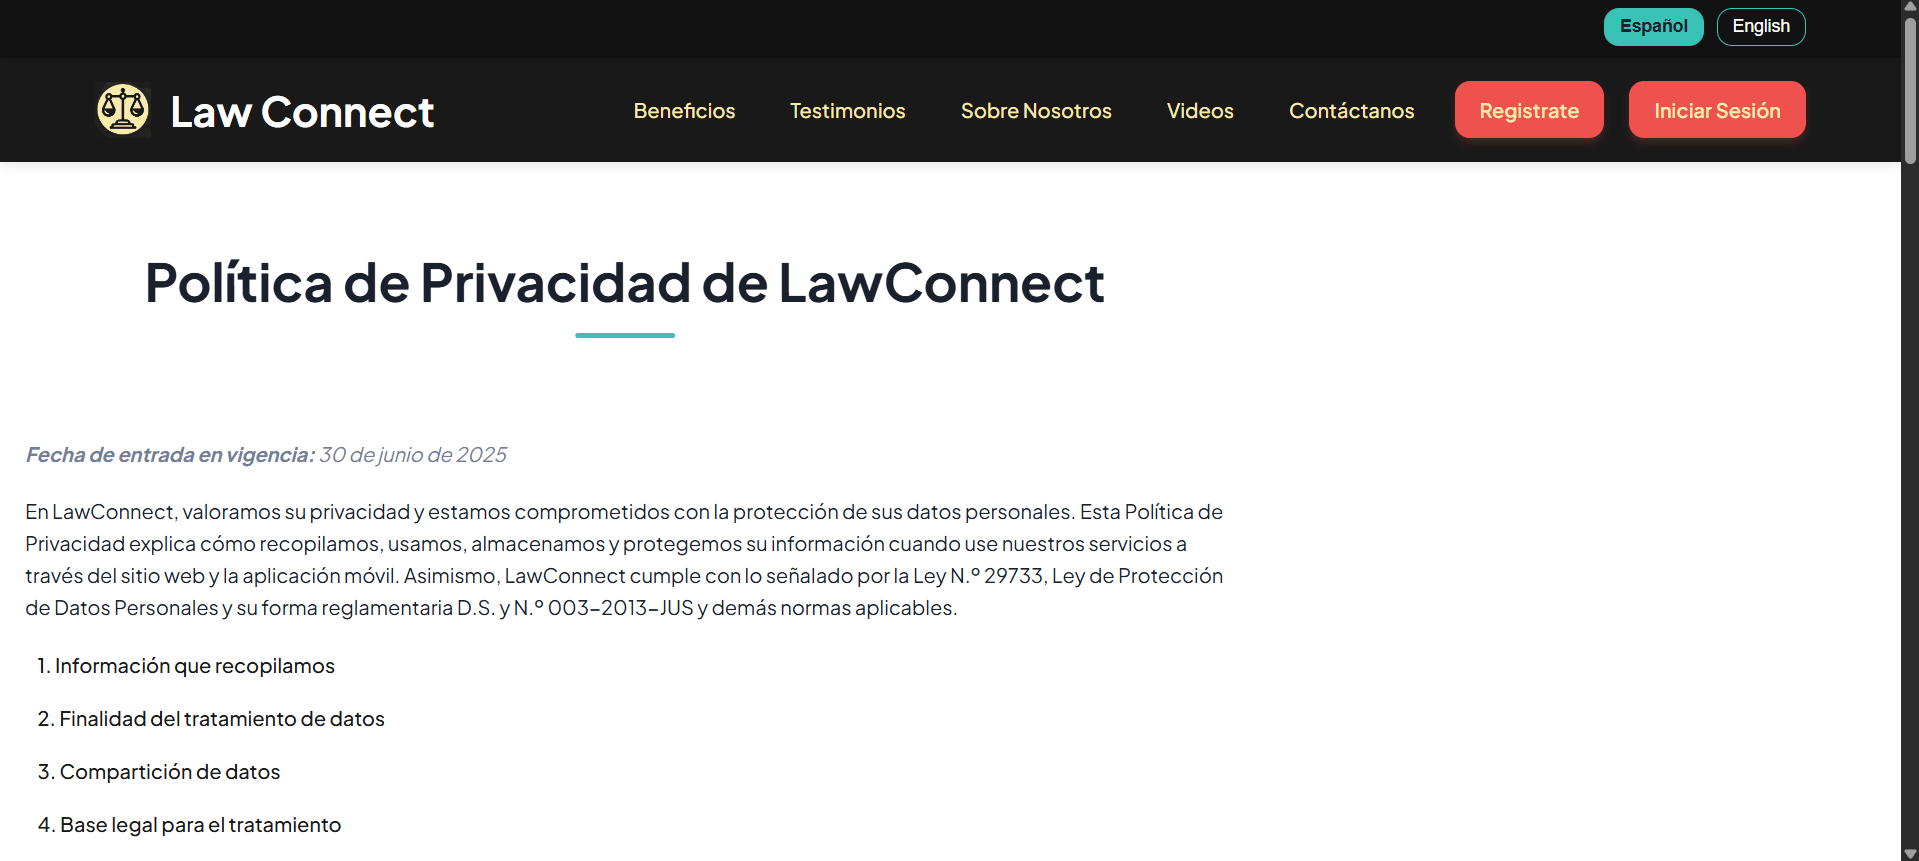 Español English
Law Connect Beneficios Testimonios Sobre Nosotros Videos Contáctanos Registrate Iniciar Sesión
Política de Privacidad de LawConnect
Fecha de entrada en vigencia: 30 de junio de 2025
En LawConnect, valoramos su privacidad y estamos comprometidos con la protección de sus datos personales. Esta Política de
Privacidad explica cómo recopilamos, usamos, almacenamos y protegemos su información cuando use nuestros servicios a
través del sitio web y la aplicación móvil. Asimismo, LawConnect cumple con lo señalado por la Ley N.º 29733, Ley de Protección
de Datos Personales y su forma reglamentaria D.S. y N.º 003-2013-JUS y demás normas aplicables.
1. Información que recopilamos
2. Finalidad del tratamiento de datos
3. Compartición de datos
4. Base legal para el tratamiento